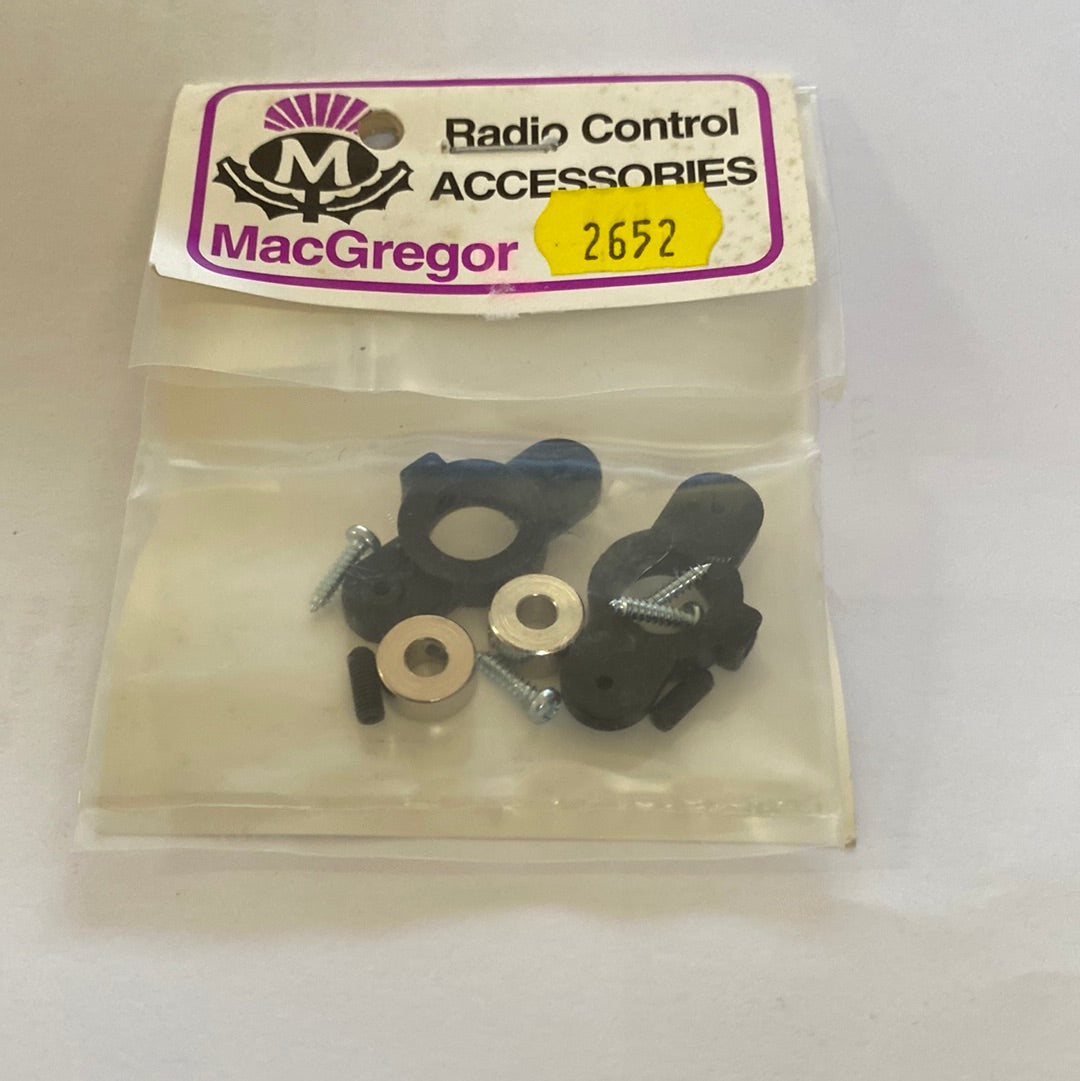 Radio Control
ACCESSORIES
M
MacGregor
2652